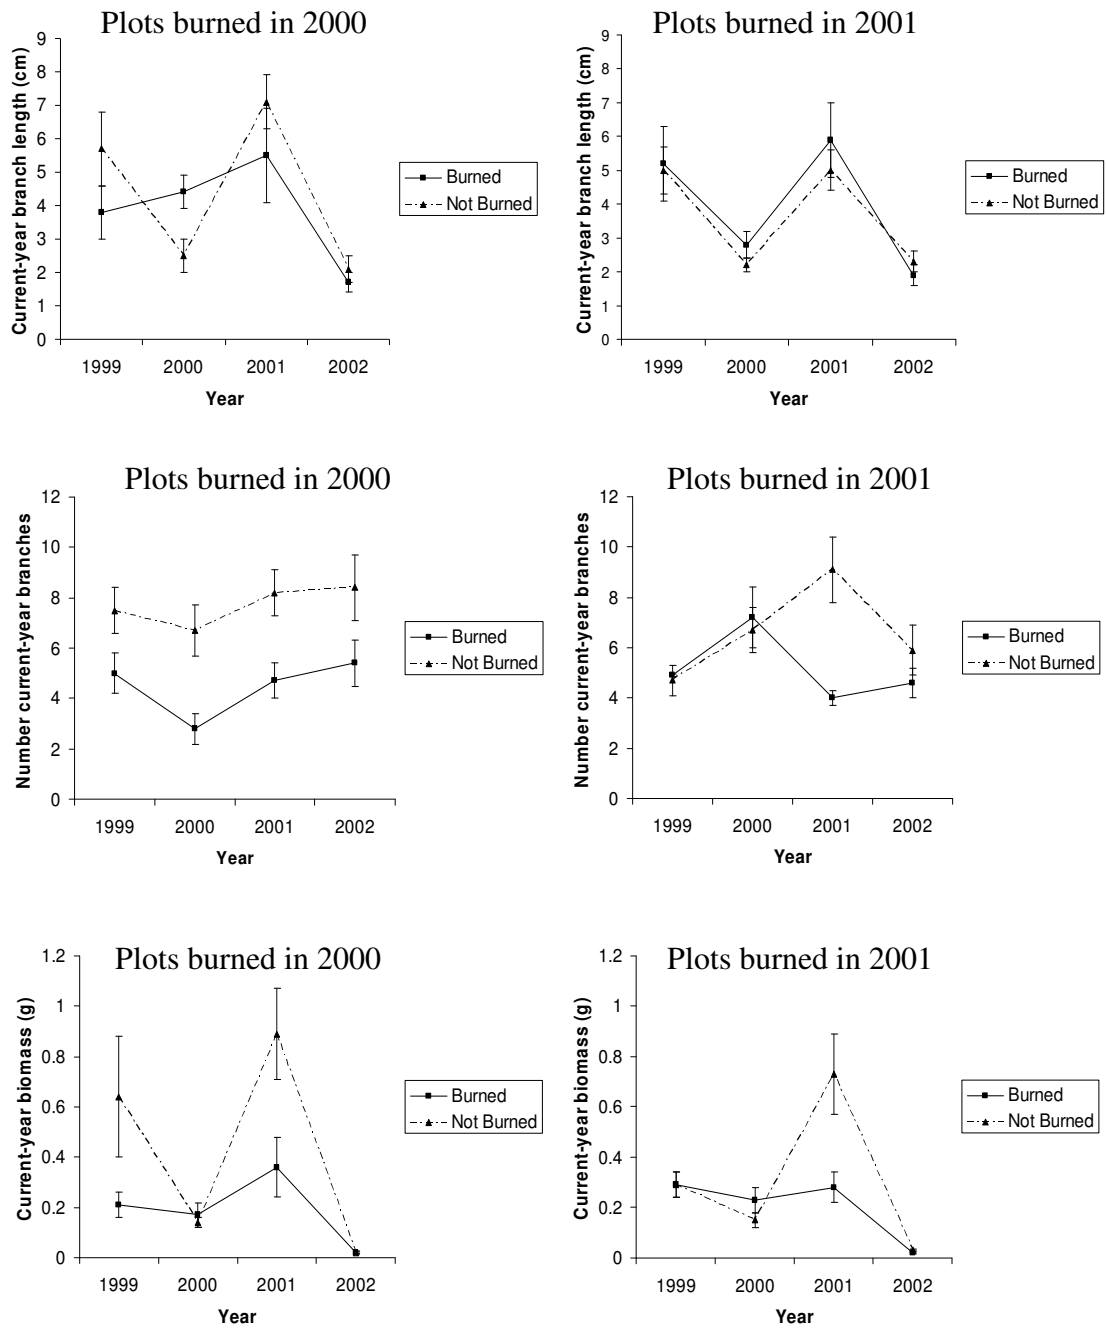 Plots burned in 2000
Current-year branch length (cm)
9
8
7
6
5
4
3
2
1
0
1999 2000 2001 2002
Year
Burned
Not Burned
Plots burned in 2001
Current-year branch length (cm)
9
8
7
6
5
4
3
2
1
0
1999 2000 2001 2002
Year
Burned
Not Burned
Plots burned in 2000
Number current-year branches
12
10
8
6
4
2
0
1999 2000 2001 2002
Year
Burned
Not Burned
Plots burned in 2001
Number current-year branches
12
10
8
6
4
2
0
1999 2000 2001 2002
Year
Burned
Not Burned
Plots burned in 2000
Current-year biomass (g)
1.2
1
0.8
0.6
0.4
0.2
0
1999 2000 2001 2002
Year
Burned
Not Burned
Plots burned in 2001
Current-year biomass (g)
1.2
1
0.8
0.6
0.4
0.2
0
1999 2000 2001 2002
Year
Burned
Not Burned